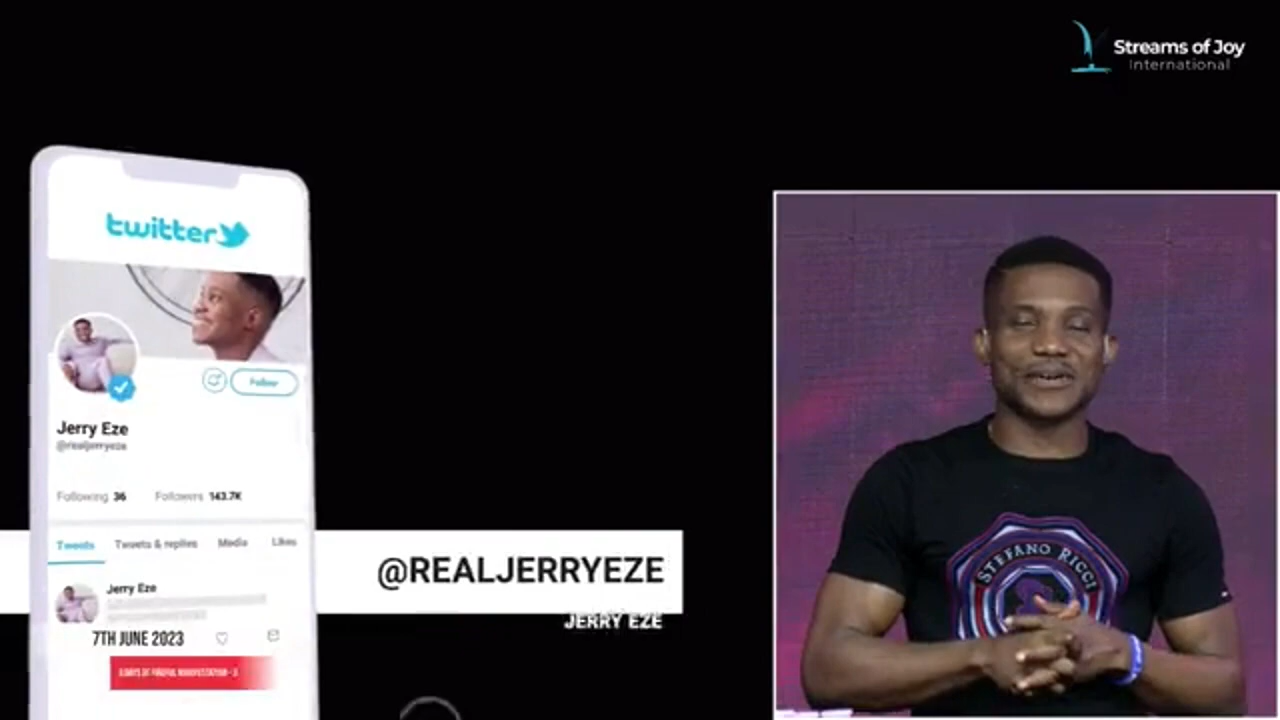 Streams of Joy
International
twitter
Follow
Jerry Eze
@realjerryeze
Following 36 Followers 143.7K
Tweets Tweets & replies Media Likes
Jerry Eze
7TH JUNE 2023
@REALJERRYEZE
JERRY EZE
STEFANO RICCI